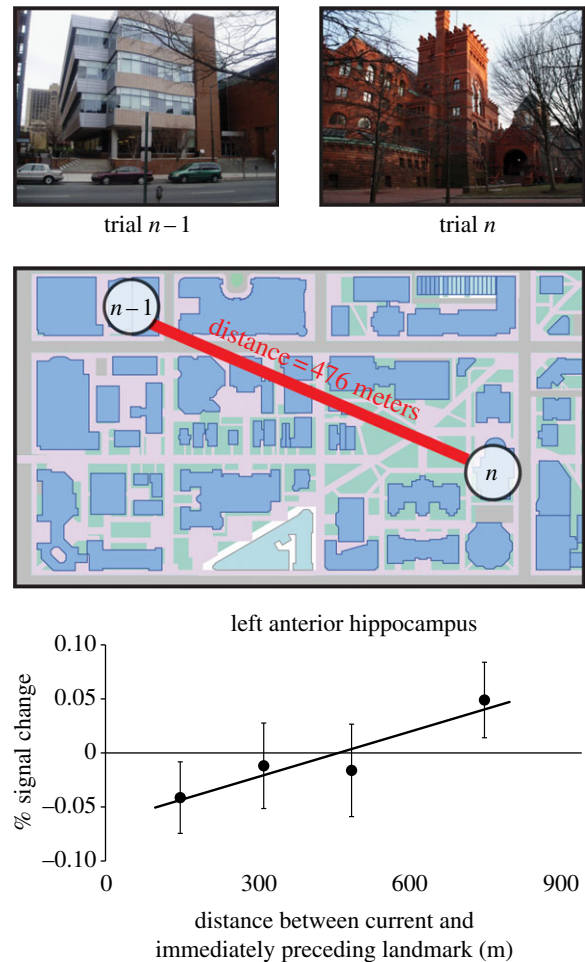 trial n – 1
trial n
n – 1
distance = 476 meters
n
left anterior hippocampus
% signal change
0.10
0.05
0
–0.05
–0.10
0
300
600
900
distance between current and
immediately preceding landmark (m)